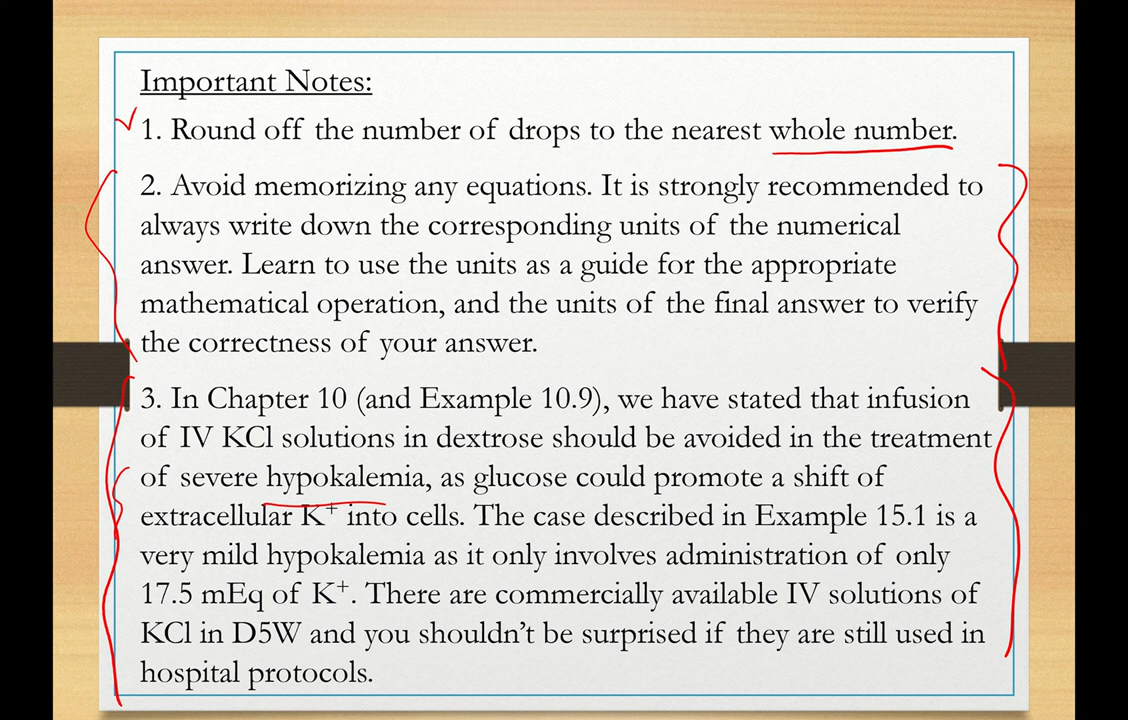 Important Notes:
1. Round off the number of drops to the nearest whole number.
2. Avoid memorizing any equations. It is strongly recommended to
always write down the corresponding units of the numerical
answer. Learn to use the units as a guide for the appropriate
mathematical operation, and the units of the final answer to verify
the correctness of your answer.
3. In Chapter 10 (and Example 10.9), we have stated that infusion
of IV KCl solutions in dextrose should be avoided in the treatment
of severe hypokalemia, as glucose could promote a shift of
extracellular K⁺ into cells. The case described in Example 15.1 is a
very mild hypokalemia as it only involves administration of only
17.5 mEq of K⁺. There are commercially available IV solutions of
KCl in D5W and you shouldn’t be surprised if they are still used in
hospital protocols.